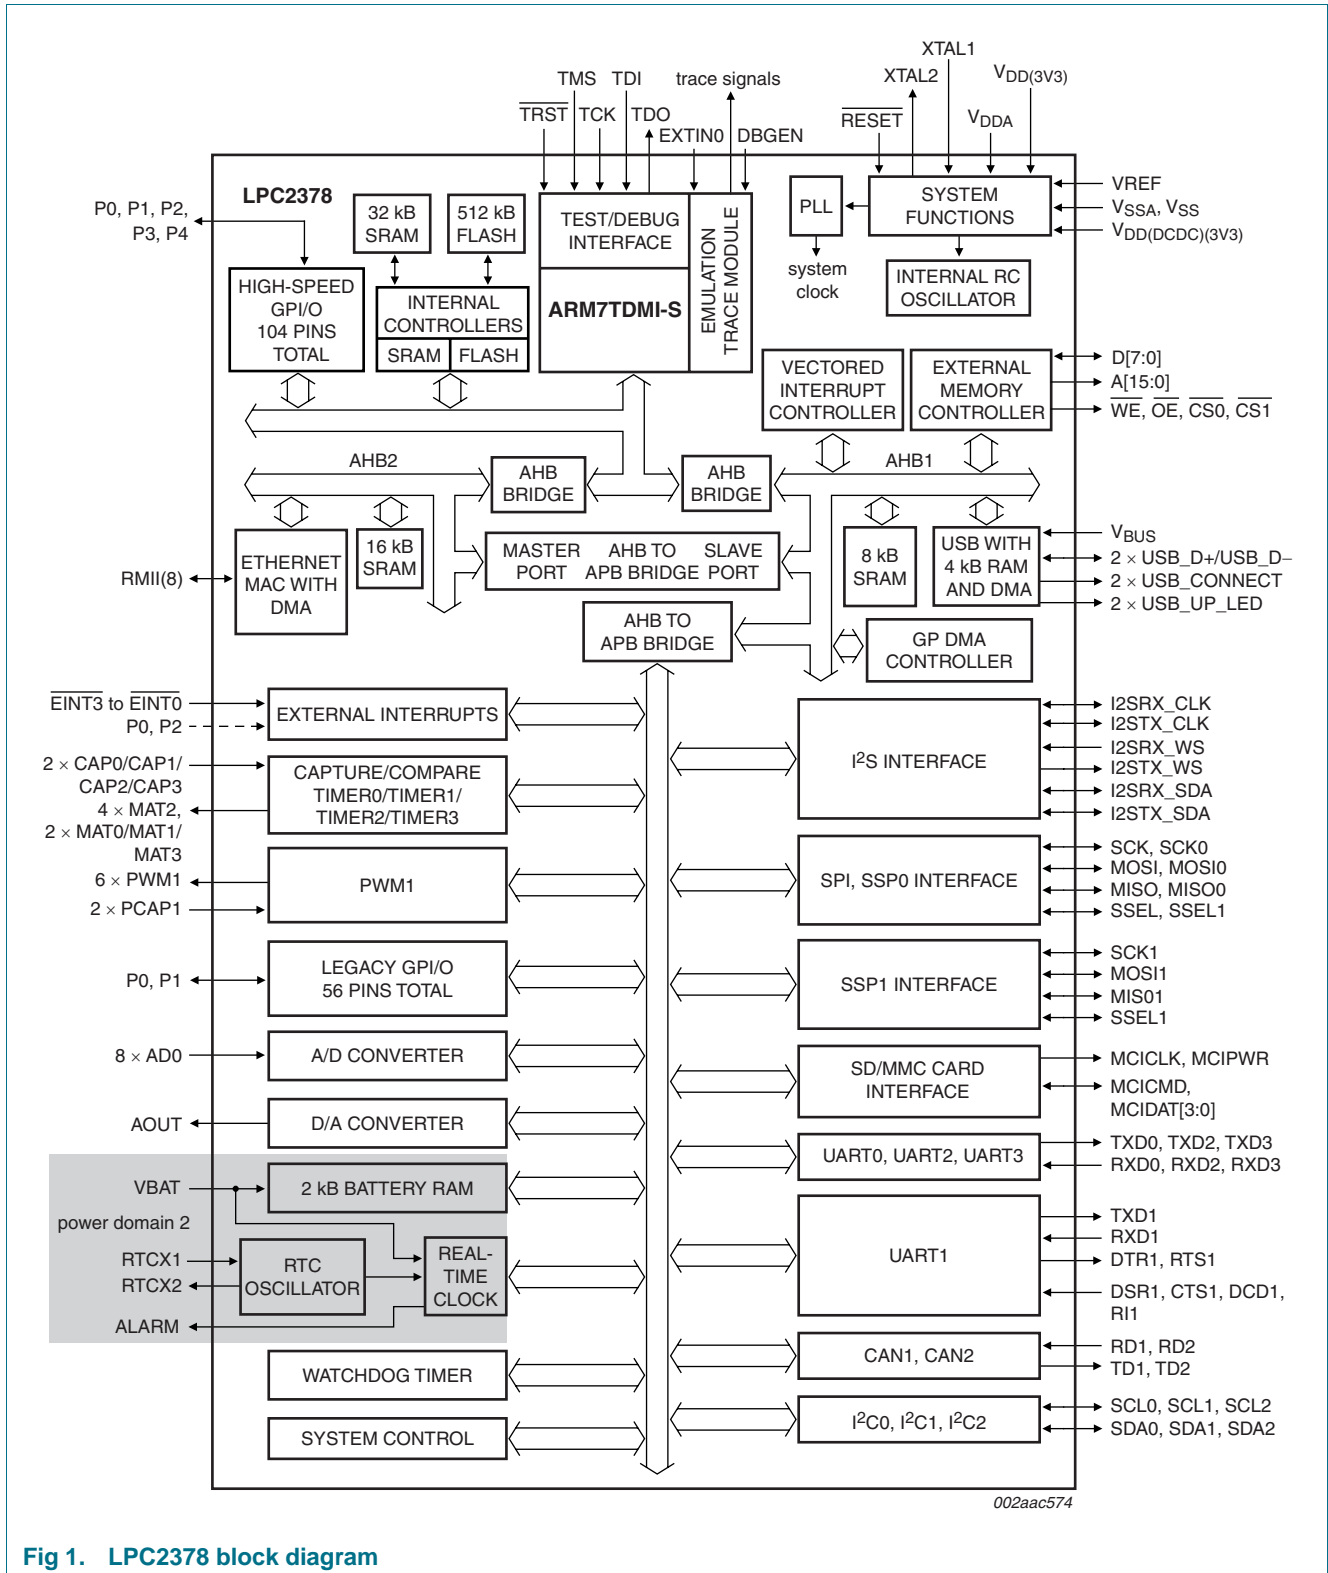 XTAL1
XTAL2
VDD(3V3)
TMS TDI trace signals
TRST TCK TDO
EXTIN0 DBGEN
RESET VDDA
LPC2378
P0, P1, P2,
P3, P4
32 kB
SRAM
512 kB
FLASH
TEST/DEBUG
INTERFACE
EMULATION
TRACE MODULE
PLL
SYSTEM
FUNCTIONS
VREF
VSSA, VSS
VDD(DCDC)(3V3)
system
clock
HIGH-SPEED
GPI/O
104 PINS
TOTAL
INTERNAL
CONTROLLERS
SRAM FLASH
ARM7TDMI-S
INTERNAL RC
OSCILLATOR
VECTORED
INTERRUPT
CONTROLLER
EXTERNAL
MEMORY
CONTROLLER
D[7:0]
A[15:0]
WE, OE, CS0, CS1
AHB2
AHB
BRIDGE
AHB
BRIDGE
AHB1
ETHERNET
MAC WITH
DMA
16 kB
SRAM
MASTER AHB TO SLAVE
PORT APB BRIDGE PORT
8 kB
SRAM
USB WITH
4 kB RAM
AND DMA
VBUS
2 × USB_D+/USB_D−
2 × USB_CONNECT
2 × USB_UP_LED
RMII(8)
AHB TO
APB BRIDGE
GP DMA
CONTROLLER
EINT3 to EINT0
P0, P2
EXTERNAL INTERRUPTS
I2S INTERFACE
I2SRX_CLK
I2STX_CLK
I2SRX_WS
I2STX_WS
I2SRX_SDA
I2STX_SDA
2 × CAP0/CAP1/
CAP2/CAP3
4 × MAT2,
2 × MAT0/MAT1/
MAT3
CAPTURE/COMPARE
TIMER0/TIMER1/
TIMER2/TIMER3
6 × PWM1
2 × PCAP1
PWM1
SPI, SSP0 INTERFACE
SCK, SCK0
MOSI, MOSI0
MISO, MISO0
SSEL, SSEL1
P0, P1
LEGACY GPI/O
56 PINS TOTAL
SSP1 INTERFACE
SCK1
MOSI1
MIS01
SSEL1
8 × AD0
A/D CONVERTER
SD/MMC CARD
INTERFACE
MCICLK, MCIPWR
MCICMD,
MCIDAT[3:0]
AOUT
D/A CONVERTER
UART0, UART2, UART3
TXD0, TXD2, TXD3
RXD0, RXD2, RXD3
VBAT
2 kB BATTERY RAM
power domain 2
RTCX1
RTCX2
RTC
OSCILLATOR
REAL-
TIME
CLOCK
ALARM
UART1
TXD1
RXD1
DTR1, RTS1
DSR1, CTS1, DCD1,
RI1
WATCHDOG TIMER
CAN1, CAN2
RD1, RD2
TD1, TD2
SYSTEM CONTROL
I2C0, I2C1, I2C2
SCL0, SCL1, SCL2
SDA0, SDA1, SDA2
002aac574
Fig 1. LPC2378 block diagram